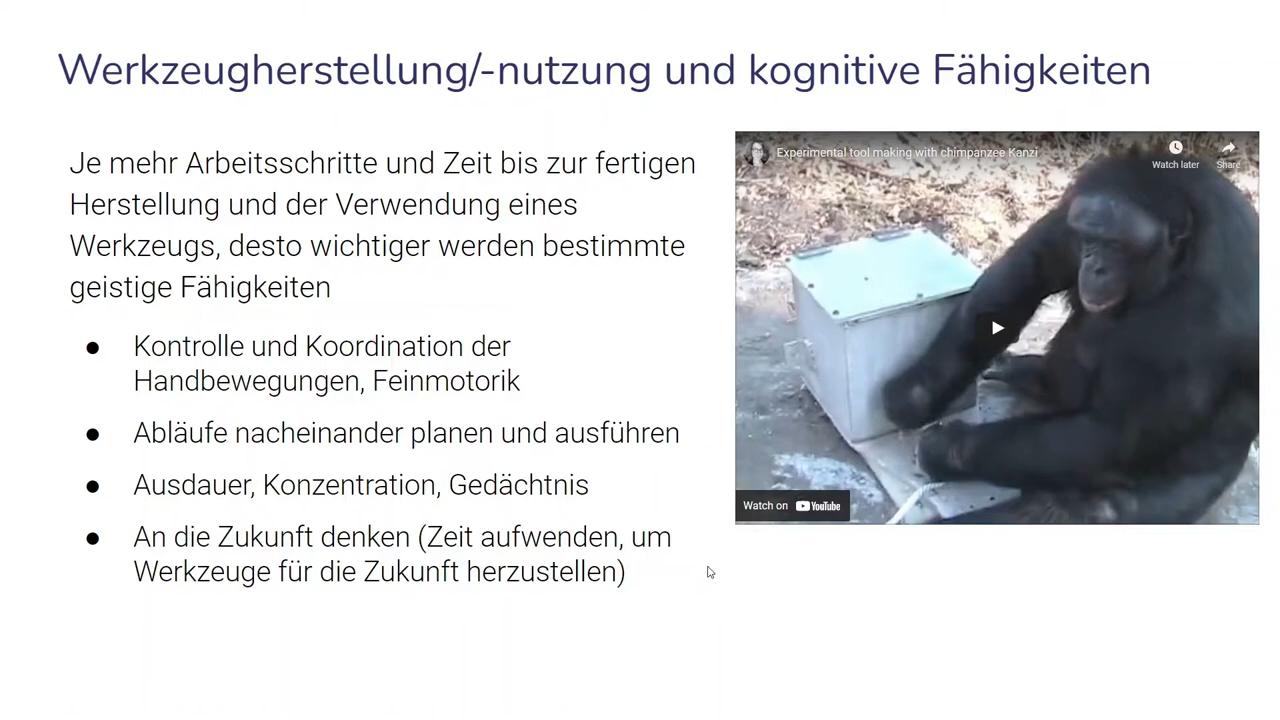 Werkzeugherstellung/-nutzung und kognitive Fähigkeiten
Je mehr Arbeitsschritte und Zeit bis zur fertigen
Herstellung und der Verwendung eines
Werkzeugs, desto wichtiger werden bestimmte
geistige Fähigkeiten
● Kontrolle und Koordination der
Handbewegungen, Feinmotorik
● Abläufe nacheinander planen und ausführen
● Ausdauer, Konzentration, Gedächtnis
● An die Zukunft denken (Zeit aufwenden, um
Werkzeuge für die Zukunft herzustellen)
Experimental tool making with chimpanzee Kanzi
Watch later
Share
Watch on YouTube